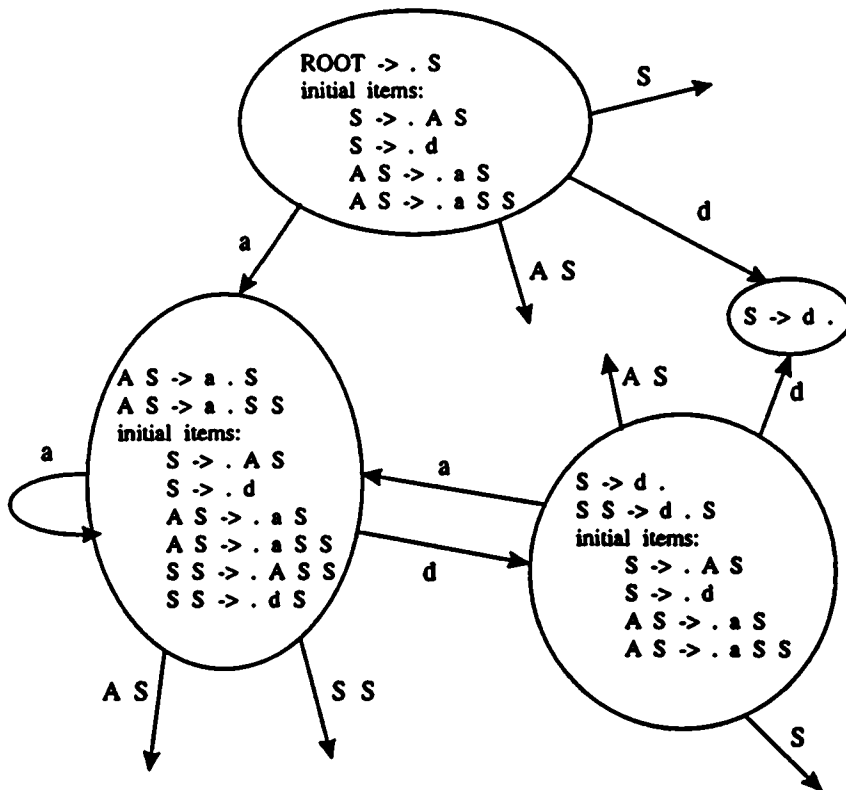 ROOT -> . S
initial items:
S -> . A S
S -> . d
A S -> . a S
A S -> . a S S
S
d
a
A S
S -> d .
A S -> a . S
A S -> a . S S
initial items:
S -> . A S
S -> . d
A S -> . a S
A S -> . a S S
S S -> . A S S
S S -> . d S
a
a
d
A S
S S
A S
d
S -> d .
S S -> d . S
initial items:
S -> . A S
S -> . d
A S -> . a S
A S -> . a S S
S